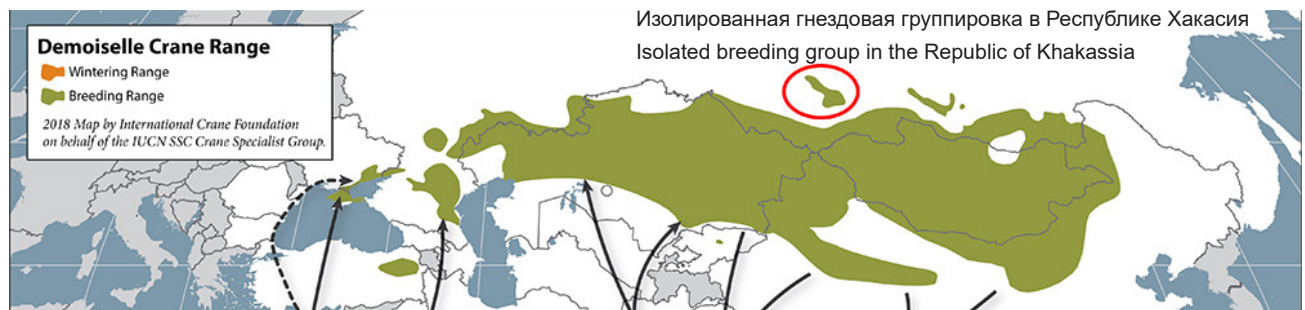 Изолированная гнездовая группировка в Республике Хакасия
Isolated breeding group in the Republic of Khakassia
Demoiselle Crane Range
Wintering Range
Breeding Range
2018 Map by International Crane Foundation
on behalf of the IUCN SSC Crane Specialist Group.